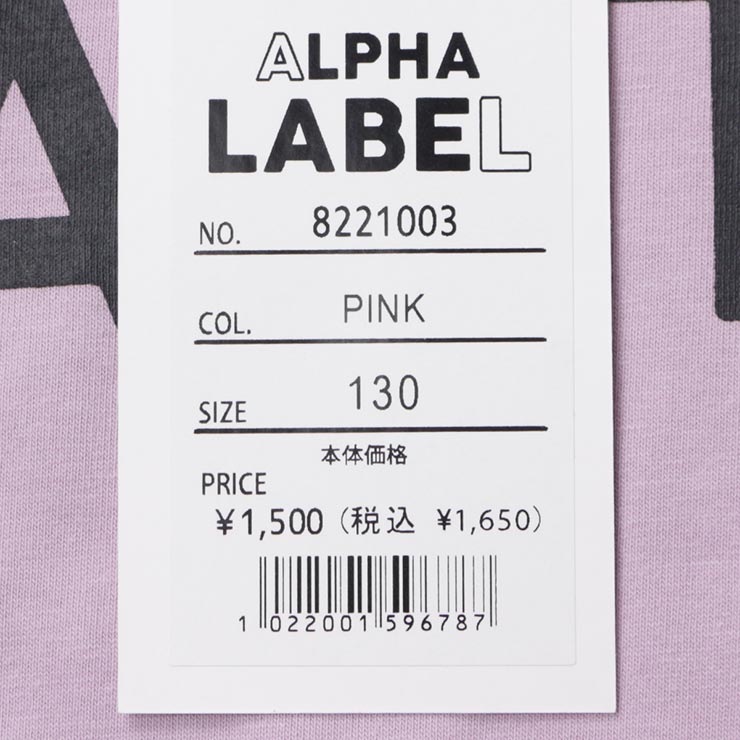 ALPHA
LABEL
NO. 8221003
COL. PINK
SIZE 130
本体価格
PRICE
¥1,500 (税込 ¥1,650)
1 022001 596787